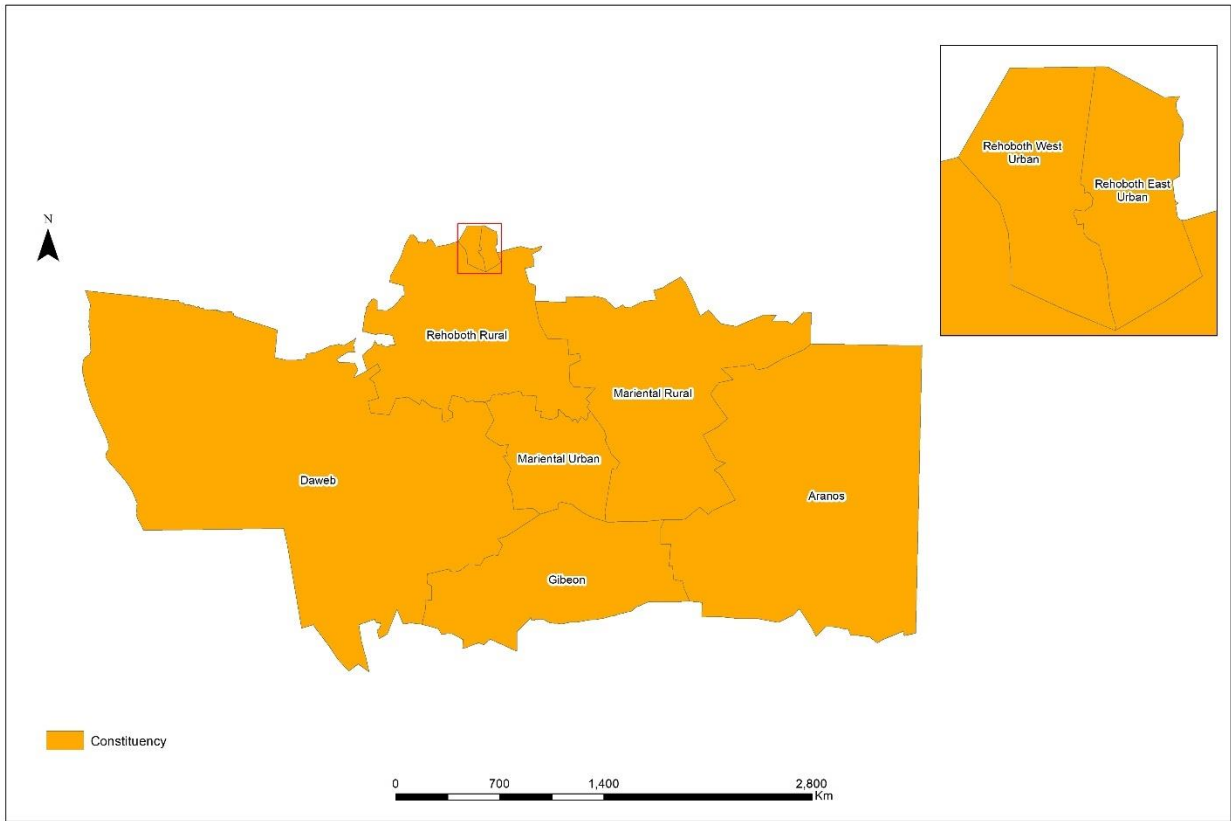 Rehoboth West
Urban
Rehoboth East
Urban
N
Rehoboth Rural
Mariental Rural
Mariental Urban
Daweb
Aranos
Gibeon
Constituency
0 700 1,400 2,800
Km